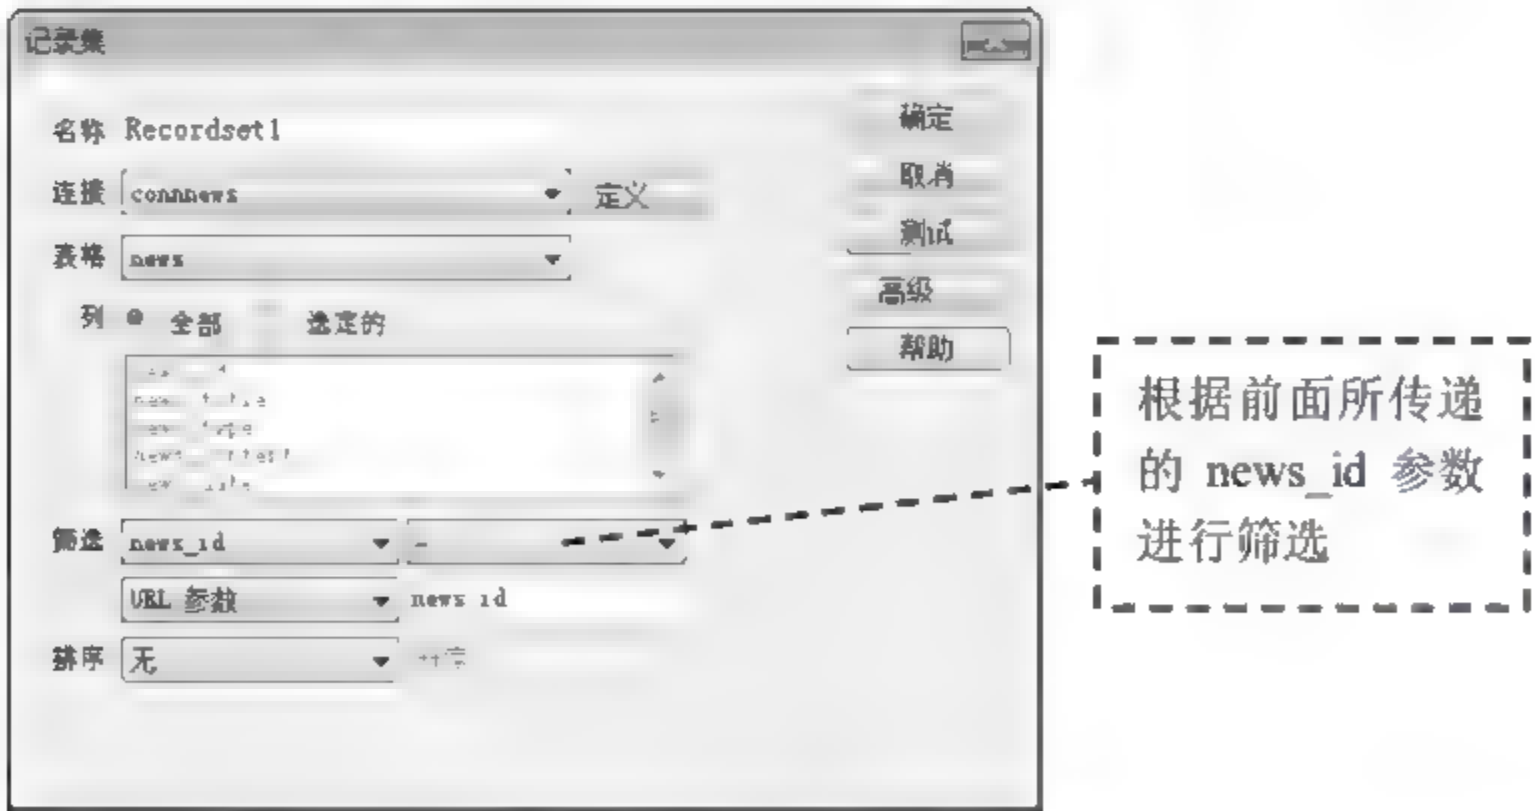 记录集
名称 Recordset1
确定
连接 connnews
定义
取消
表格 news
测试
列 全部 选定的
高级
帮助
筛选 news_id
URL 参数 news id
排序 无
根据前面所传递
的 news_id 参数
进行筛选